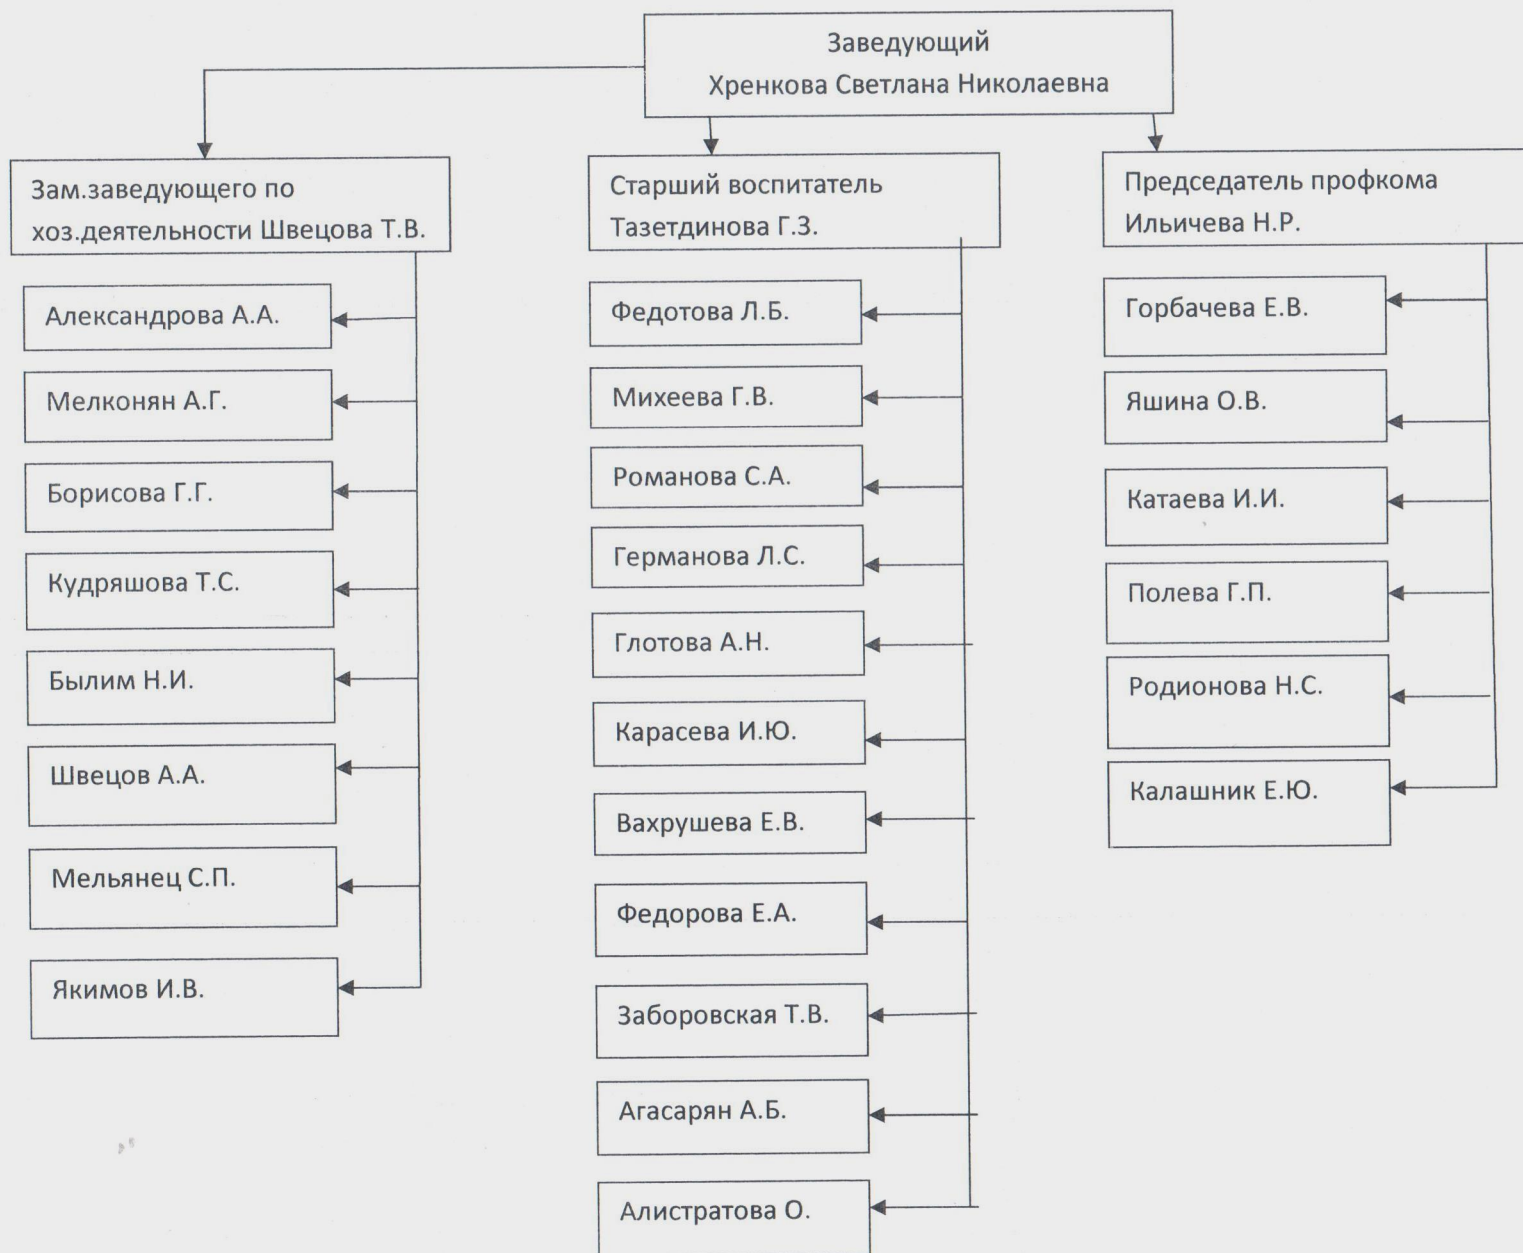 Заведующий
Хренкова Светлана Николаевна
Зам.заведующего по
хоз.деятельности Швецова Т.В.
Александрова А.А.
Мелконян А.Г.
Борисова Г.Г.
Кудряшова Т.С.
Былим Н.И.
Швецов А.А.
Мельянец С.П.
Якимов И.В.
Старший воспитатель
Тазетдинова Г.З.
Федотова Л.Б.
Михеева Г.В.
Романова С.А.
Германова Л.С.
Глотова А.Н.
Карасева И.Ю.
Вахрушева Е.В.
Федорова Е.А.
Заборовская Т.В.
Агасарян А.Б.
Алистратова О.
Председатель профкома
Ильичева Н.Р.
Горбачева Е.В.
Яшина О.В.
Катаева И.И.
Полева Г.П.
Родионова Н.С.
Калашник Е.Ю.